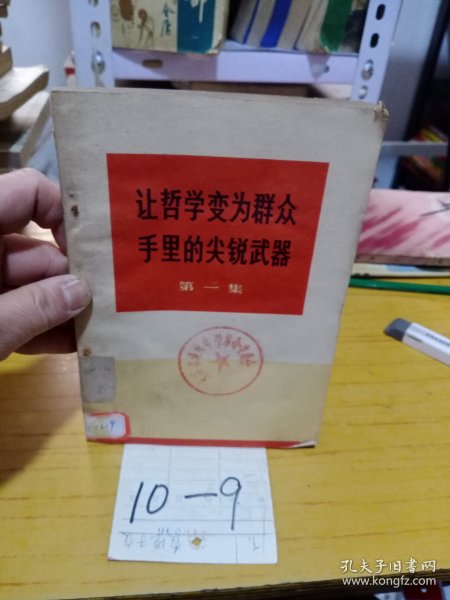 让哲学变为群众
手里的尖锐武器
第一集
10-9
孔夫子旧书网
www.kongfz.com